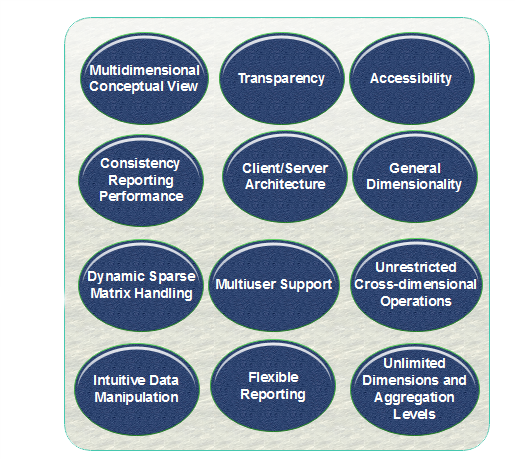 Multidimensional
Conceptual View
Transparency
Accessibility
Consistency
Reporting
Performance
Client/Server
Architecture
General
Dimensionality
Dynamic Sparse
Matrix Handling
Multiuser Support
Unrestricted
Cross-dimensional
Operations
Intuitive Data
Manipulation
Flexible
Reporting
Unlimited
Dimensions and
Aggregation
Levels